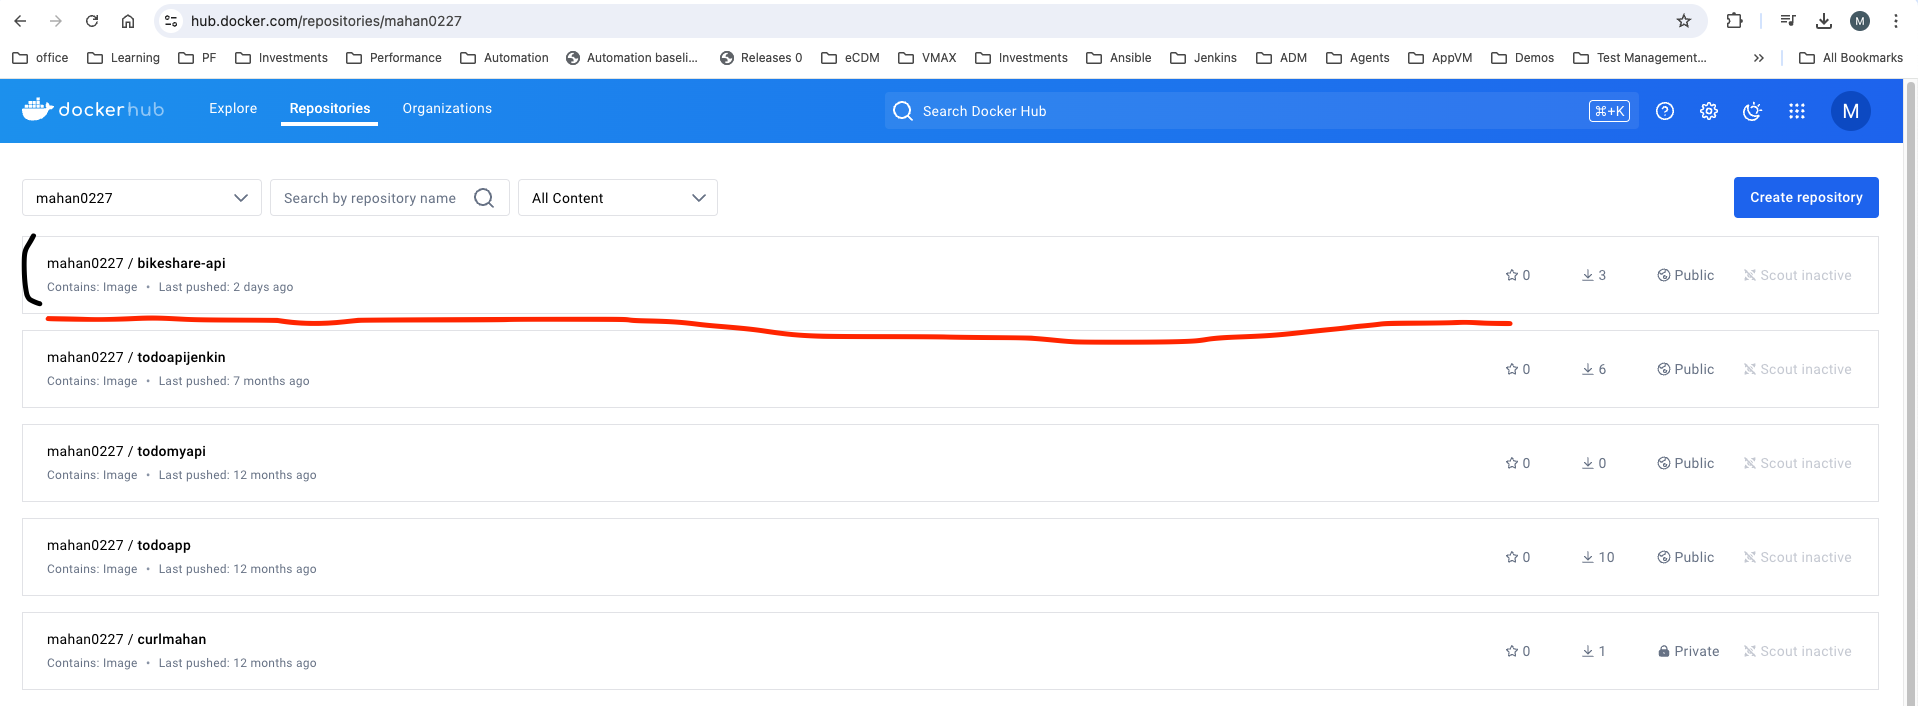 hub.docker.com/repositories/mahan0227
M
office Learning PF Investments Performance Automation Automation baseli... Releases 0 eCDM VMAX Investments Ansible Jenkins ADM Agents AppVM Demos Test Management... » All Bookmarks
dockerhub Explore Repositories Organizations Search Docker Hub ⌘+K M
mahan0227 Search by repository name All Content Create repository
mahan0227 / bikeshare-api
Contains: Image • Last pushed: 2 days ago
0 3 Public Scout inactive
mahan0227 / todoapijenkin
Contains: Image • Last pushed: 7 months ago
0 6 Public Scout inactive
mahan0227 / todomyapi
Contains: Image • Last pushed: 12 months ago
0 0 Public Scout inactive
mahan0227 / todoapp
Contains: Image • Last pushed: 12 months ago
0 10 Public Scout inactive
mahan0227 / curlmahan
Contains: Image • Last pushed: 12 months ago
0 1 Private Scout inactive